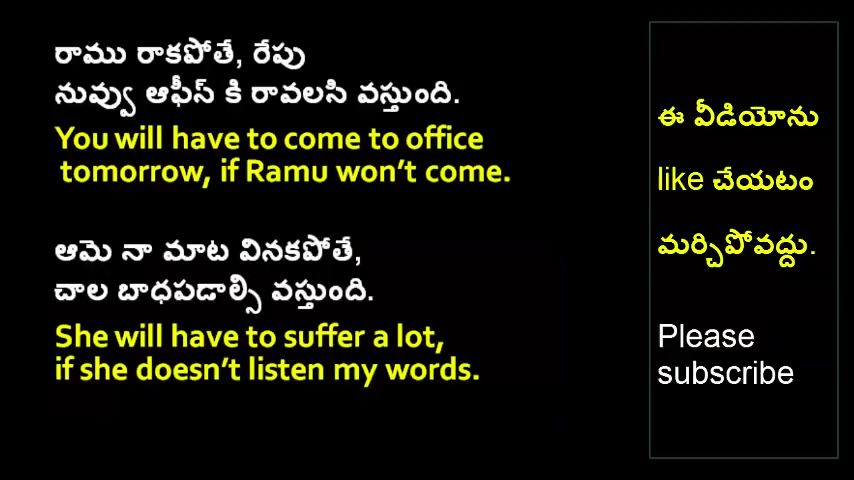 రాము రాకపోతే, రేపు
నువ్వు ఆఫీస్ కి రావలసి వస్తుంది.
You will have to come to office
tomorrow, if Ramu won't come.
ఆమె నా మాట వినకపోతే,
చాల బాధపడాల్సి వస్తుంది.
She will have to suffer a lot,
if she doesn't listen my words.
ఈ వీడియోను
like చేయటం
మర్చిపోవద్దు.
Please
subscribe